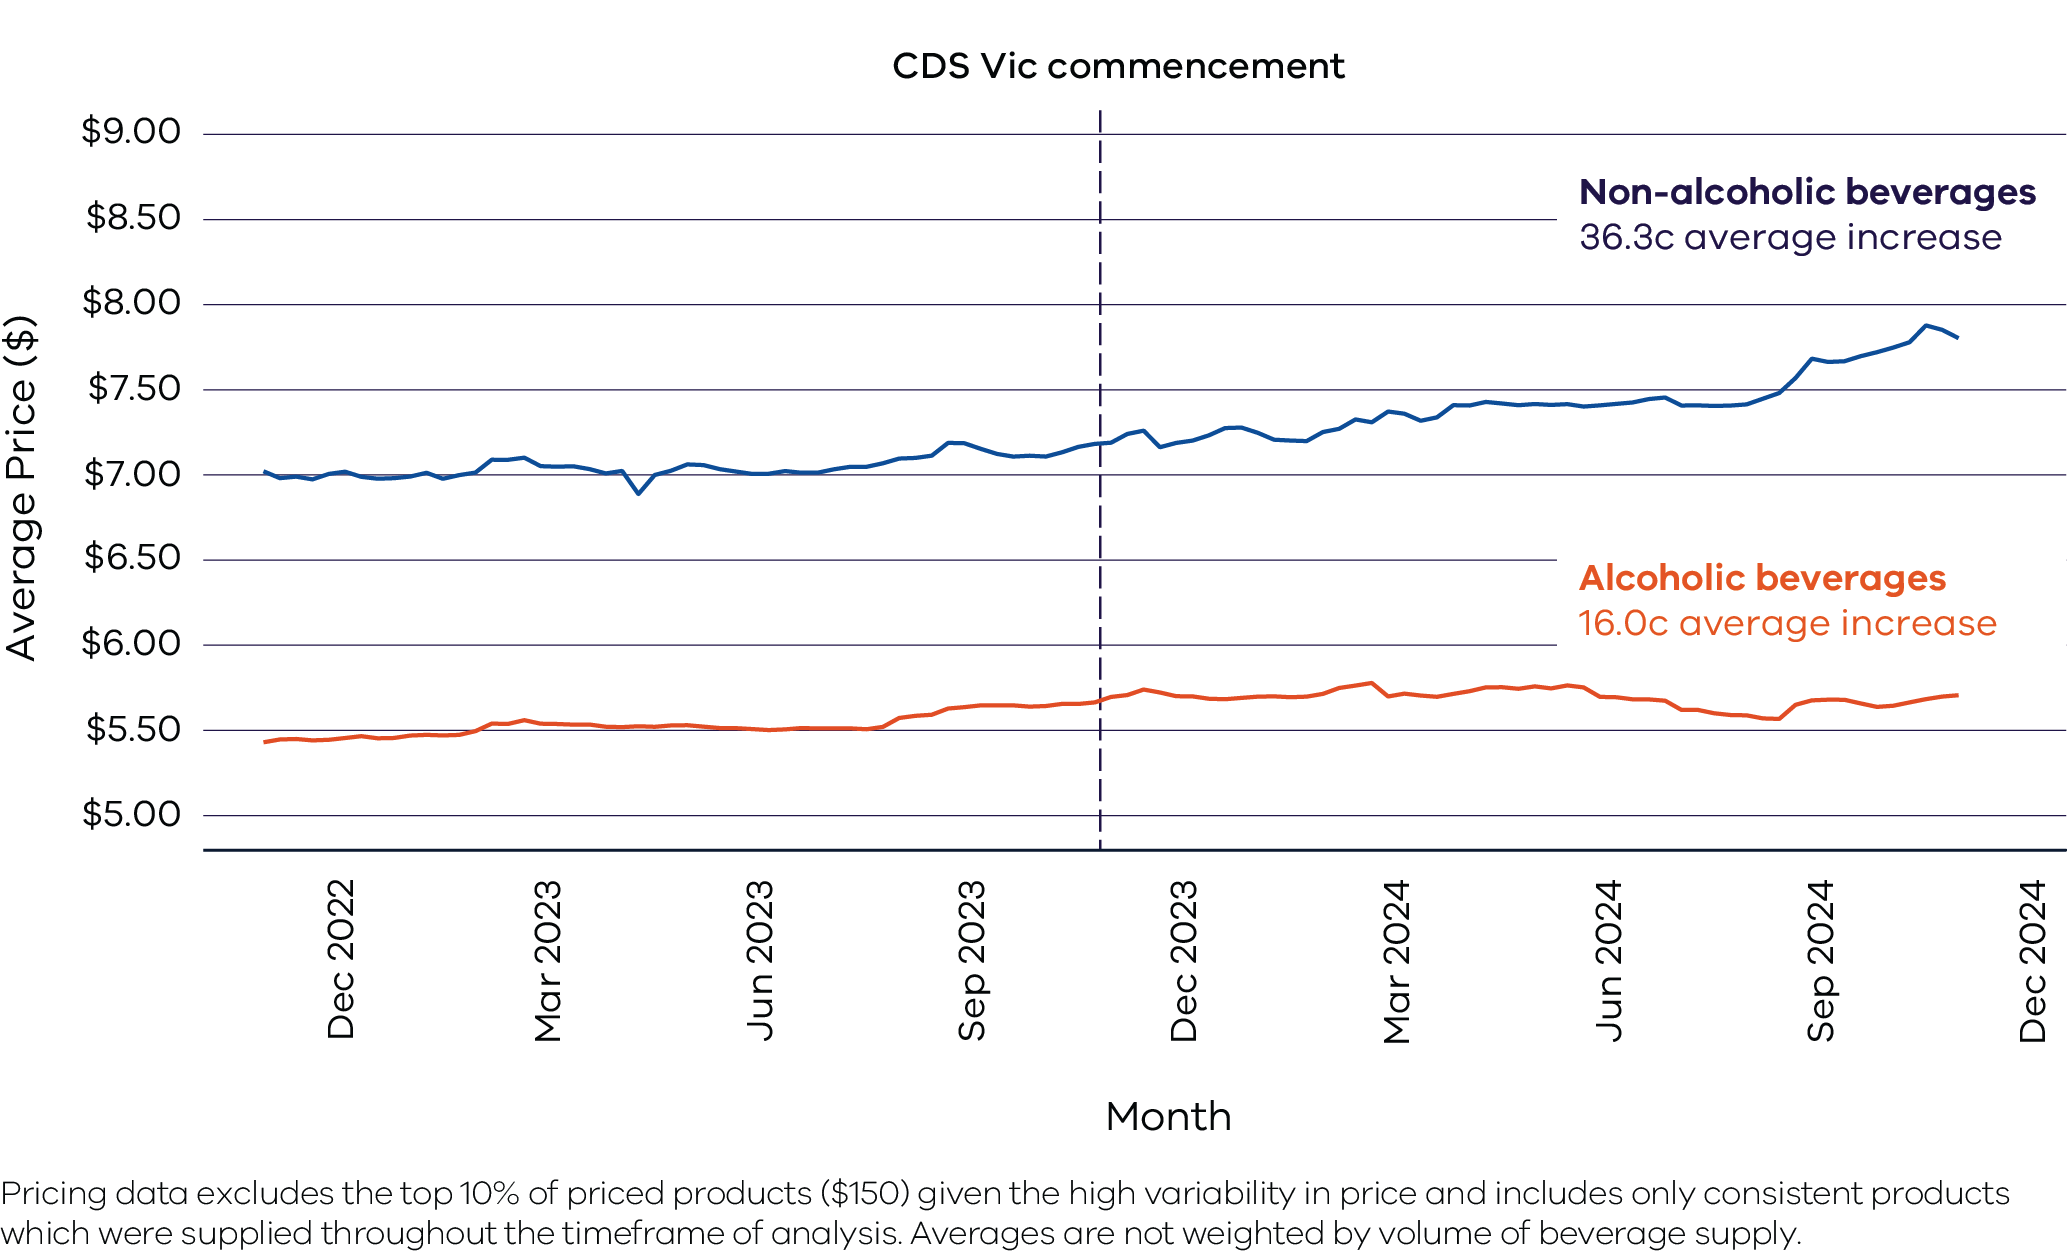 CDS Vic commencement
$9.00
$8.50
$8.00
$7.50
$7.00
$6.50
$6.00
$5.50
$5.00
Average Price ($)
Non-alcoholic beverages
36.3c average increase
Alcoholic beverages
16.0c average increase
Dec 2022
Mar 2023
Jun 2023
Sep 2023
Dec 2023
Mar 2024
Jun 2024
Sep 2024
Dec 2024
Month
Pricing data excludes the top 10% of priced products ($150) given the high variability in price and includes only consistent products
which were supplied throughout the timeframe of analysis. Averages are not weighted by volume of beverage supply.